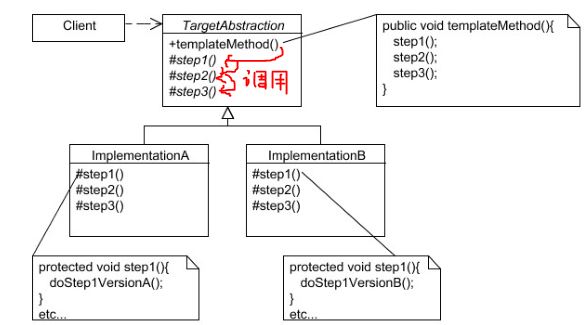 Client
TargetAbstraction
+templateMethod()
#step1()
#step2()
#step3()
调用
public void templateMethod(){
step1();
step2();
step3();
}
ImplementationA
#step1()
#step2()
#step3()
ImplementationB
#step1()
#step2()
#step3()
protected void step1(){
doStep1VersionA();
}
etc...
protected void step1(){
doStep1VersionB();
}
etc...